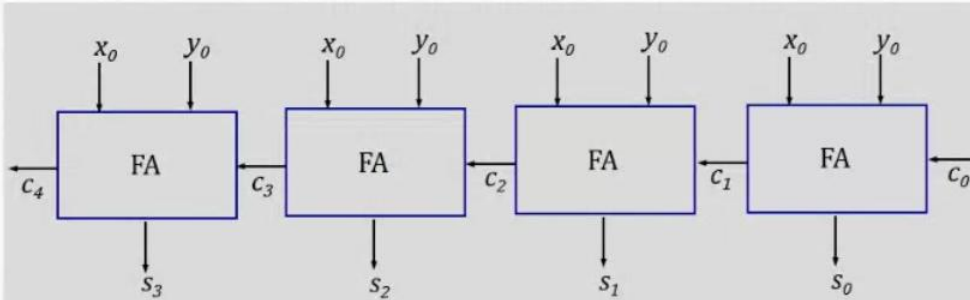 x₀ y₀ x₀ y₀ x₀ y₀ x₀ y₀
FA FA FA FA
c₄ c₃ c₂ c₁ c₀
s₃ s₂ s₁ s₀